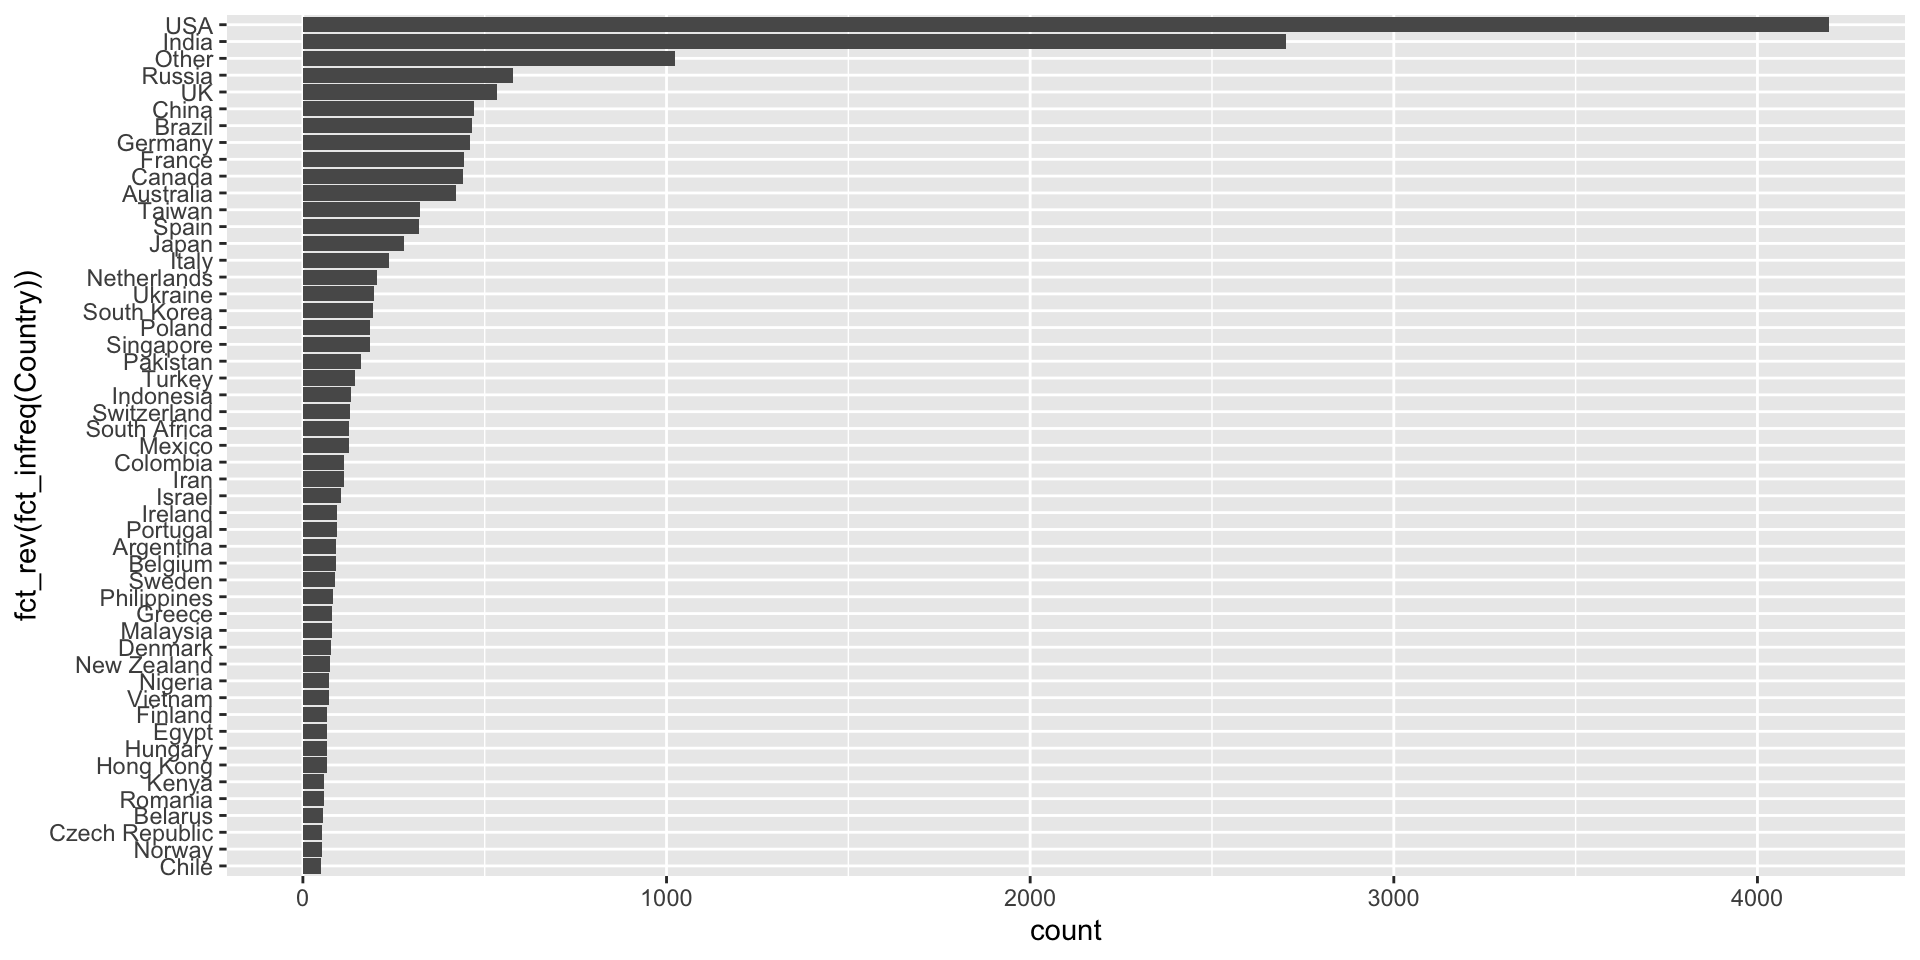 USA
India
Other
Russia
UK
China
Brazil
Germany
France
Canada
Australia
Taiwan
Spain
Japan
Italy
Netherlands
Ukraine
South Korea
Poland
Singapore
Pakistan
Turkey
Indonesia
Switzerland
South Africa
Mexico
Colombia
Iran
Israel
Ireland
Portugal
Argentina
Belgium
Sweden
Philippines
Greece
Malaysia
Denmark
New Zealand
Nigeria
Vietnam
Finland
Egypt
Hungary
Hong Kong
Kenya
Romania
Belarus
Czech Republic
Norway
Chile
fct_rev(fct_infreq(Country))
0 1000 2000 3000 4000
count